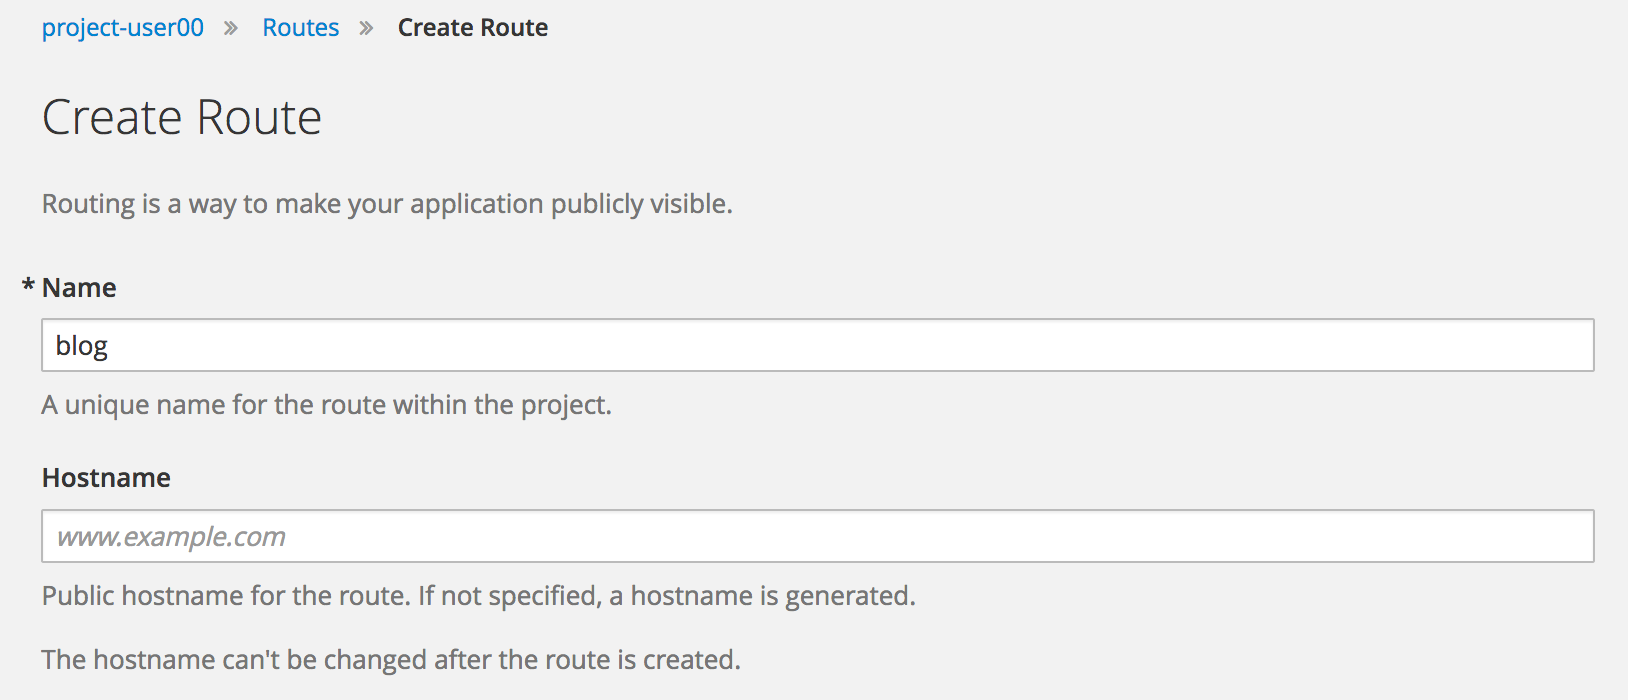 project-user00 » Routes » Create Route
Create Route
Routing is a way to make your application publicly visible.
* Name
blog
A unique name for the route within the project.
Hostname
www.example.com
Public hostname for the route. If not specified, a hostname is generated.
The hostname can't be changed after the route is created.